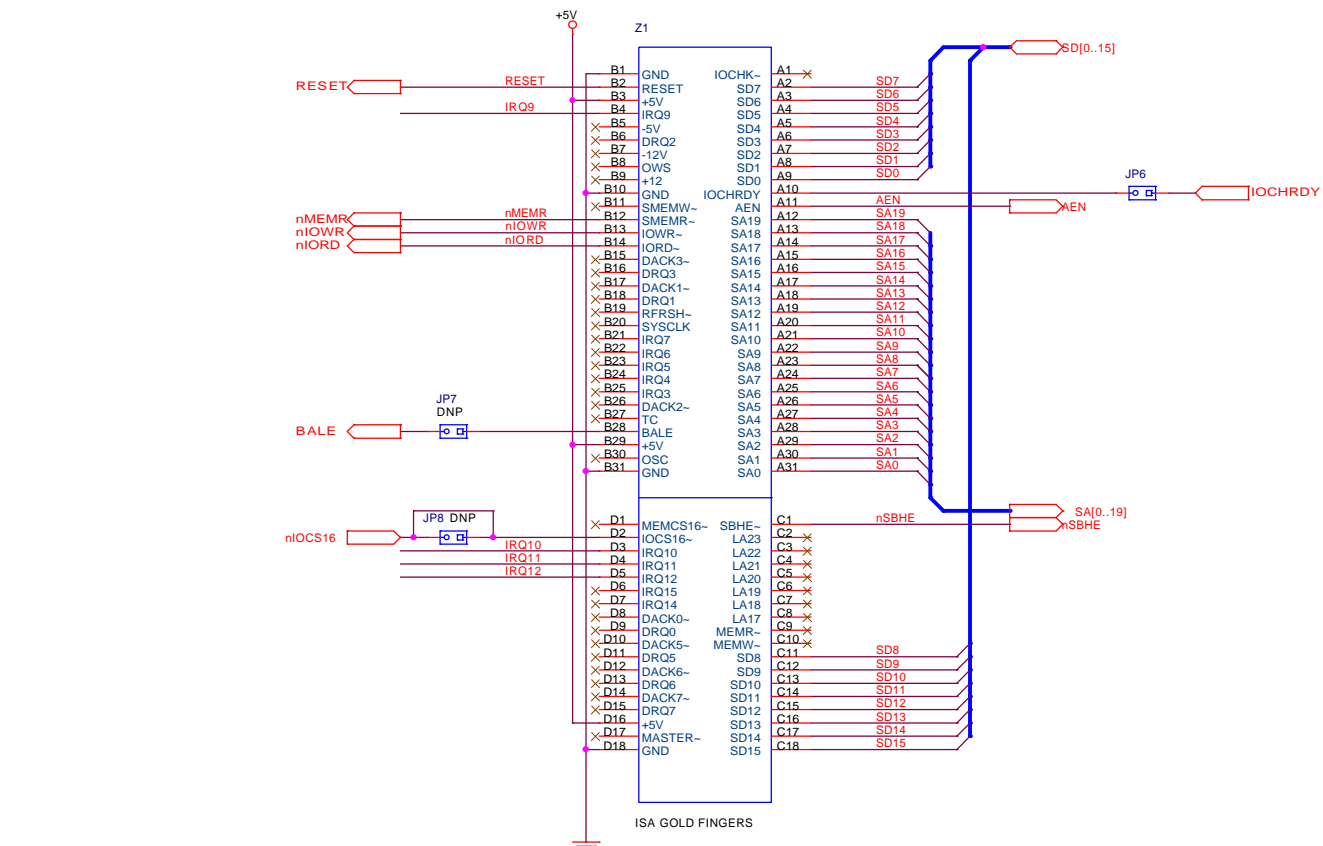 +5V
Z1
SD[0..15]
B1 GND IOCHK~ A1
RESET RESET B2 RESET SD7 A2 SD7
B3 +5V SD6 A3 SD6
IRQ9 B4 IRQ9 SD5 A4 SD5
B5 -5V SD4 A5 SD4
B6 DRQ2 SD3 A6 SD3
B7 -12V SD2 A7 SD2
B8 OWS SD1 A8 SD1
B9 +12 SD0 A9 SD0
JP6
B10 GND IOCHRDY A10 IOCHRDY
B11 SMEMW~ AEN A11 AEN AEN
nMEMR nMEMR B12 SMEMR~ SA19 A12 SA19
nIOWR nIOWR B13 IOWR~ SA18 A13 SA18
nIORD nIORD B14 IORD~ SA17 A14 SA17
B15 DACK3~ SA16 A15 SA16
B16 DRQ3 SA15 A16 SA15
B17 DACK1~ SA14 A17 SA14
B18 DRQ1 SA13 A18 SA13
B19 RFRSH~ SA12 A19 SA12
B20 SYSCLK SA11 A20 SA11
B21 IRQ7 SA10 A21 SA10
B22 IRQ6 SA9 A22 SA9
B23 IRQ5 SA8 A23 SA8
B24 IRQ4 SA7 A24 SA7
B25 IRQ3 SA6 A25 SA6
B26 DACK2~ SA5 A26 SA5
JP7
DNP
B27 TC SA4 A27 SA4
BALE B28 BALE SA3 A28 SA3
B29 +5V SA2 A29 SA2
B30 OSC SA1 A30 SA1
B31 GND SA0 A31 SA0
SA[0..19]
JP8 DNP
D1 MEMCS16~ SBHE~ C1 nSBHE nSBHE
nIOCS16 D2 IOCS16~ LA23 C2
IRQ10 D3 IRQ10 LA22 C3
IRQ11 D4 IRQ11 LA21 C4
IRQ12 D5 IRQ12 LA20 C5
D6 IRQ15 LA19 C6
D7 IRQ14 LA18 C7
D8 DACK0~ LA17 C8
D9 DRQ0 MEMR~ C9
D10 DACK5~ MEMW~ C10
D11 DRQ5 SD8 C11 SD8
D12 DACK6~ SD9 C12 SD9
D13 DRQ6 SD10 C13 SD10
D14 DACK7~ SD11 C14 SD11
D15 DRQ7 SD12 C15 SD12
D16 +5V SD13 C16 SD13
D17 MASTER~ SD14 C17 SD14
D18 GND SD15 C18 SD15
ISA GOLD FINGERS